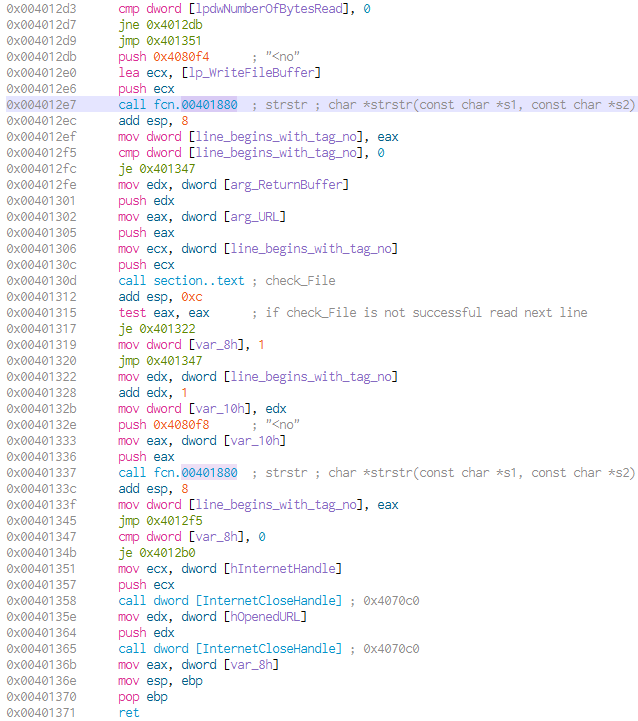 0x004012d3 cmp dword [lpdwNumberOfBytesRead], 0
0x004012d7 jne 0x4012db
0x004012d9 jmp 0x401351
0x004012db push 0x4080f4 ; "<no"
0x004012e0 lea ecx, [lp_WriteFileBuffer]
0x004012e6 push ecx
0x004012e7 call fcn.00401880 ; strstr ; char *strstr(const char *s1, const char *s2)
0x004012ec add esp, 8
0x004012ef mov dword [line_begins_with_tag_no], eax
0x004012f5 cmp dword [line_begins_with_tag_no], 0
0x004012fc je 0x401347
0x004012fe mov edx, dword [arg_ReturnBuffer]
0x00401301 push edx
0x00401302 mov eax, dword [arg_URL]
0x00401305 push eax
0x00401306 mov ecx, dword [line_begins_with_tag_no]
0x0040130c push ecx
0x0040130d call section..text ; check_File
0x00401312 add esp, 0xc
0x00401315 test eax, eax ; if check_File is not successful read next line
0x00401317 je 0x401322
0x00401319 mov dword [var_8h], 1
0x00401320 jmp 0x401347
0x00401322 mov edx, dword [line_begins_with_tag_no]
0x00401328 add edx, 1
0x0040132b mov dword [var_10h], edx
0x0040132e push 0x4080f8 ; "<no"
0x00401333 mov eax, dword [var_10h]
0x00401336 push eax
0x00401337 call fcn.00401880 ; strstr ; char *strstr(const char *s1, const char *s2)
0x0040133c add esp, 8
0x0040133f mov dword [line_begins_with_tag_no], eax
0x00401345 jmp 0x4012f5
0x00401347 cmp dword [var_8h], 0
0x0040134b je 0x4012b0
0x00401351 mov ecx, dword [hInternetHandle]
0x00401357 push ecx
0x00401358 call dword [InternetCloseHandle] ; 0x4070c0
0x0040135e mov edx, dword [hOpenedURL]
0x00401364 push edx
0x00401365 call dword [InternetCloseHandle] ; 0x4070c0
0x0040136b mov eax, dword [var_8h]
0x0040136e mov esp, ebp
0x00401370 pop ebp
0x00401371 ret